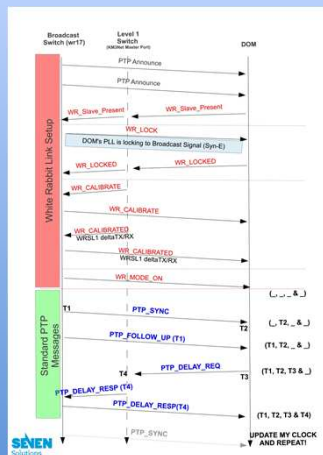 Broadcast
Switch (wr17)
Level 1
Switch
(KM3Net Master Port)
DOM
PTP Announce
PTP Announce
WR_Slave_Present
WR_Slave_Present
WR_LOCK
DOM's PLL is locking to Broadcast Signal (Syn-E)
WR_LOCKED
WR_LOCKED
WR_CALIBRATE
WR_CALIBRATE
WR_CALIBRATED
WRSL1 deltaTX/RX
WR_CALIBRATED
WRSL1 deltaTX/RX
WR_MODE_ON
White Rabbit Link Setup
(_, _, _ & _)
T1
PTP_SYNC
T2
(_, T2, _ & _)
PTP_FOLLOW_UP (T1)
(T1, T2, _ & _)
PTP_DELAY_REQ
T4
T3
(T1, T2, T3 & _)
PTP_DELAY_RESP (T4)
PTP_DELAY_RESP(T4)
(T1, T2, T3 & T4)
Standard PTP
Messages
PTP_SYNC
UPDATE MY CLOCK
AND REPEAT!
SEVEN
Solutions